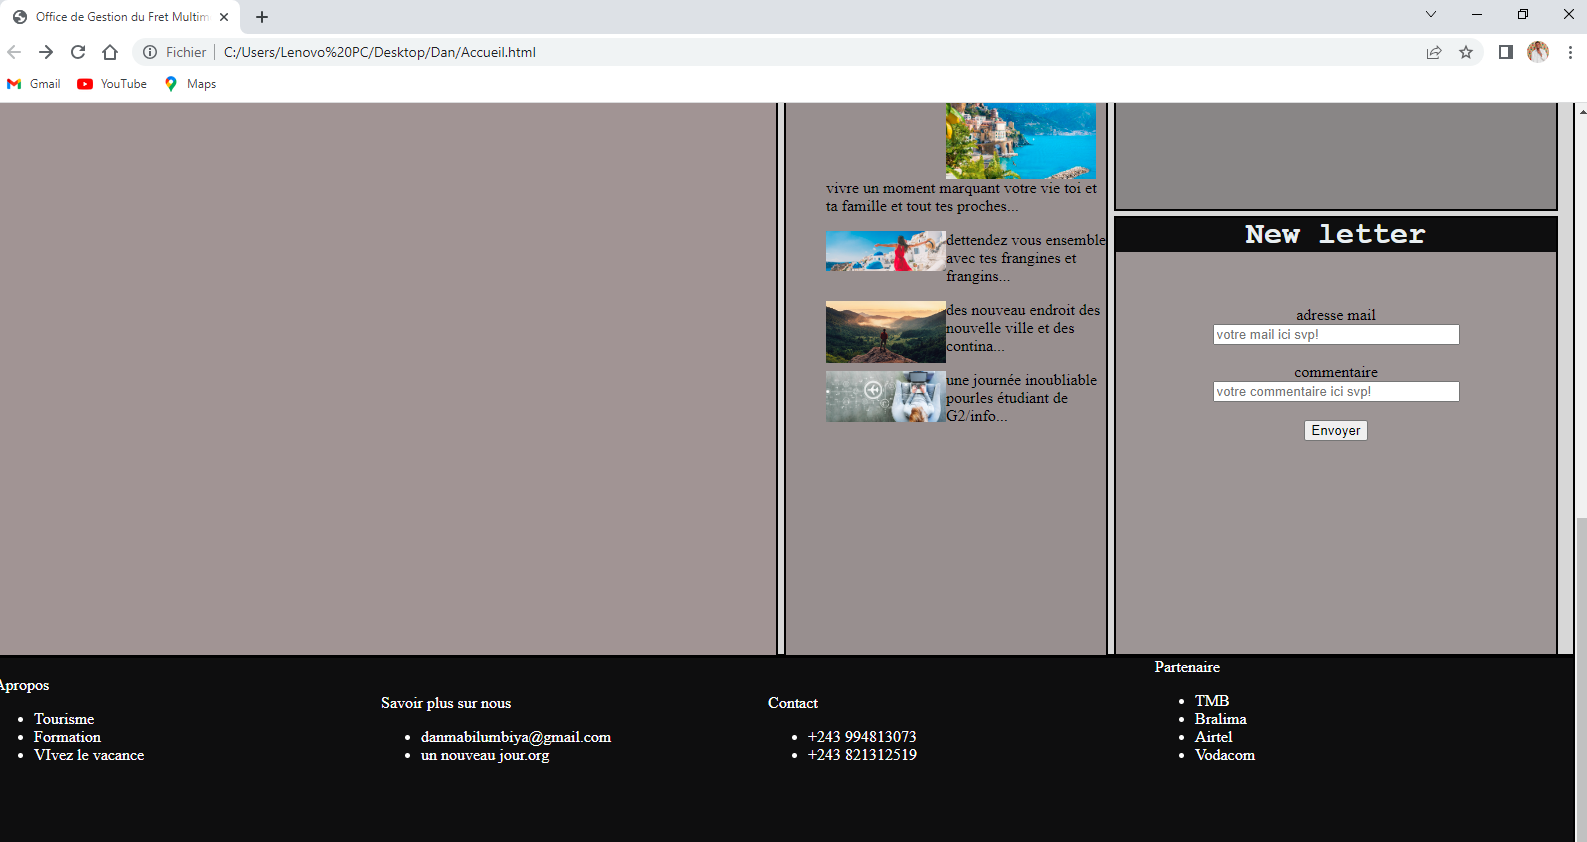 Office de Gestion du Fret Multim
Fichier
C:/Users/Lenovo%20PC/Desktop/Dan/Accueil.html
Gmail
YouTube
Maps
vivre un moment marquant votre vie toi et
ta famille et tout tes proches...
dettendez vous ensemble
avec tes frangines et
frangins...
des nouveau endroit des
nouvelle ville et des
contina...
une journée inoubliable
pourles étudiant de
G2/info...
New letter
adresse mail
votre mail ici svp!
commentaire
votre commentaire ici svp!
Envoyer
Apropos
Tourisme
Formation
VIvez le vacance
Savoir plus sur nous
danmabilumbiya@gmail.com
un nouveau jour.org
Contact
+243 994813073
+243 821312519
Partenaire
TMB
Bralima
Airtel
Vodacom